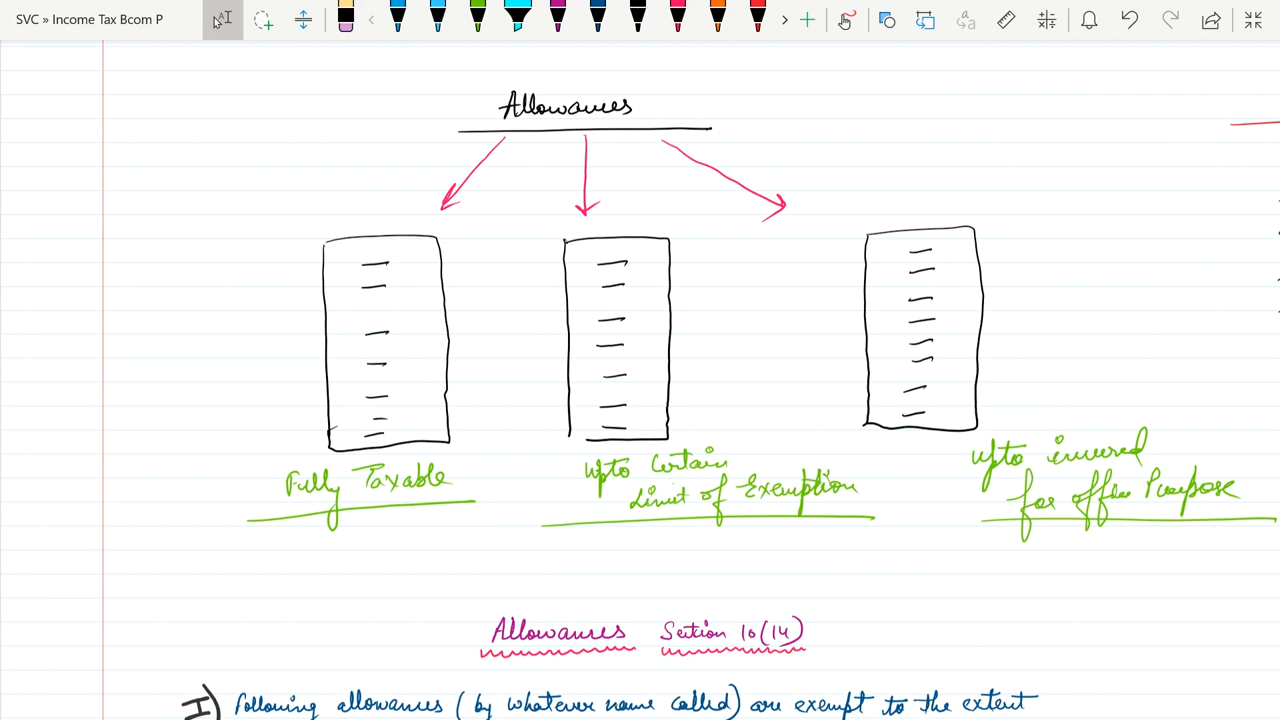 SVC » Income Tax Bcom P
Allowances
Fully Taxable
upto Certain
Limit of Exemption
upto incurred
for office Purpose
Allowances Section 10(14)
I) Following allowances (by whatever name called) are exempt to the extent